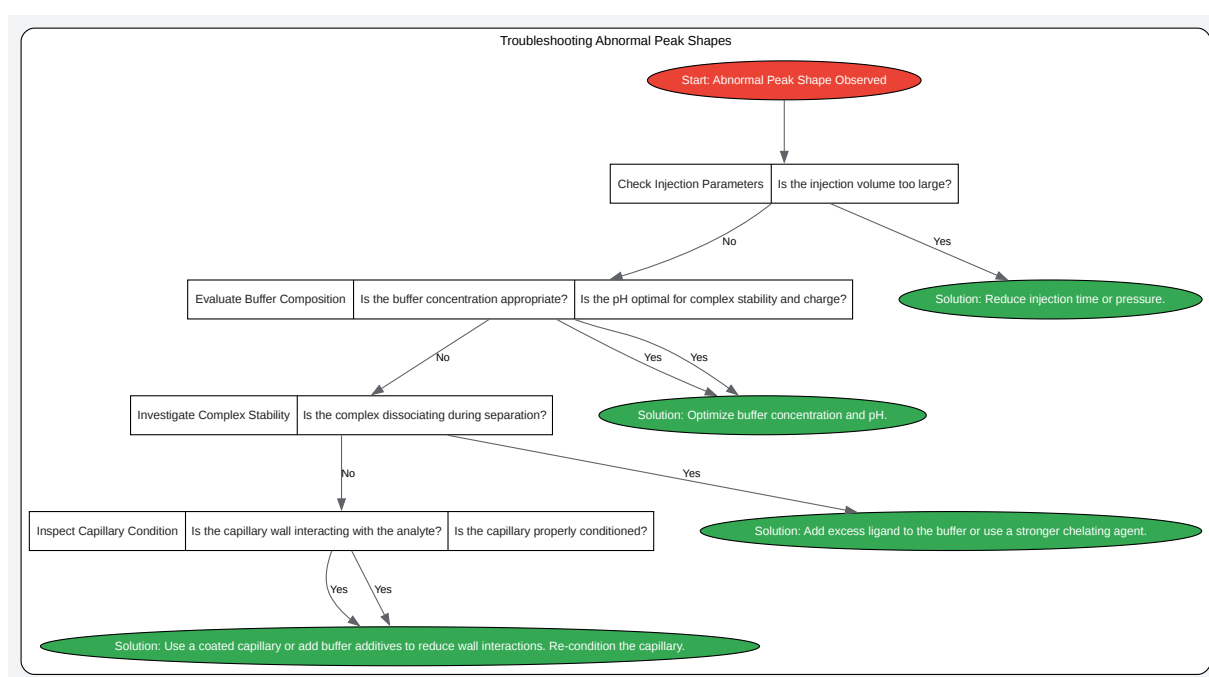 Troubleshooting Abnormal Peak Shapes
Start: Abnormal Peak Shape Observed
Check Injection Parameters
Is the injection volume too large?
No
Yes
Evaluate Buffer Composition
Is the buffer concentration appropriate?
Is the pH optimal for complex stability and charge?
Solution: Reduce injection time or pressure.
No
Yes
Yes
Investigate Complex Stability
Is the complex dissociating during separation?
Solution: Optimize buffer concentration and pH.
No
Yes
Inspect Capillary Condition
Is the capillary wall interacting with the analyte?
Is the capillary properly conditioned?
Solution: Add excess ligand to the buffer or use a stronger chelating agent.
Yes
Yes
Solution: Use a coated capillary or add buffer additives to reduce wall interactions. Re-condition the capillary.